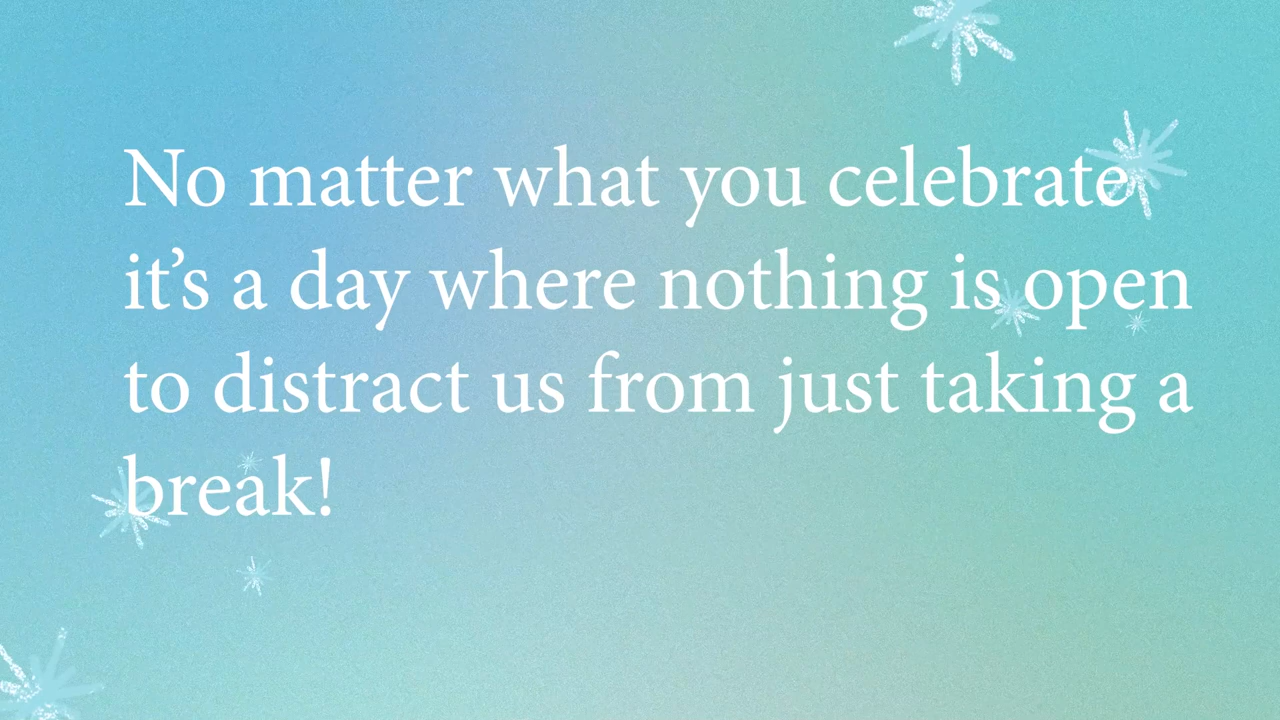 No matter what you celebrate
it’s a day where nothing is open
to distract us from just taking a
break!